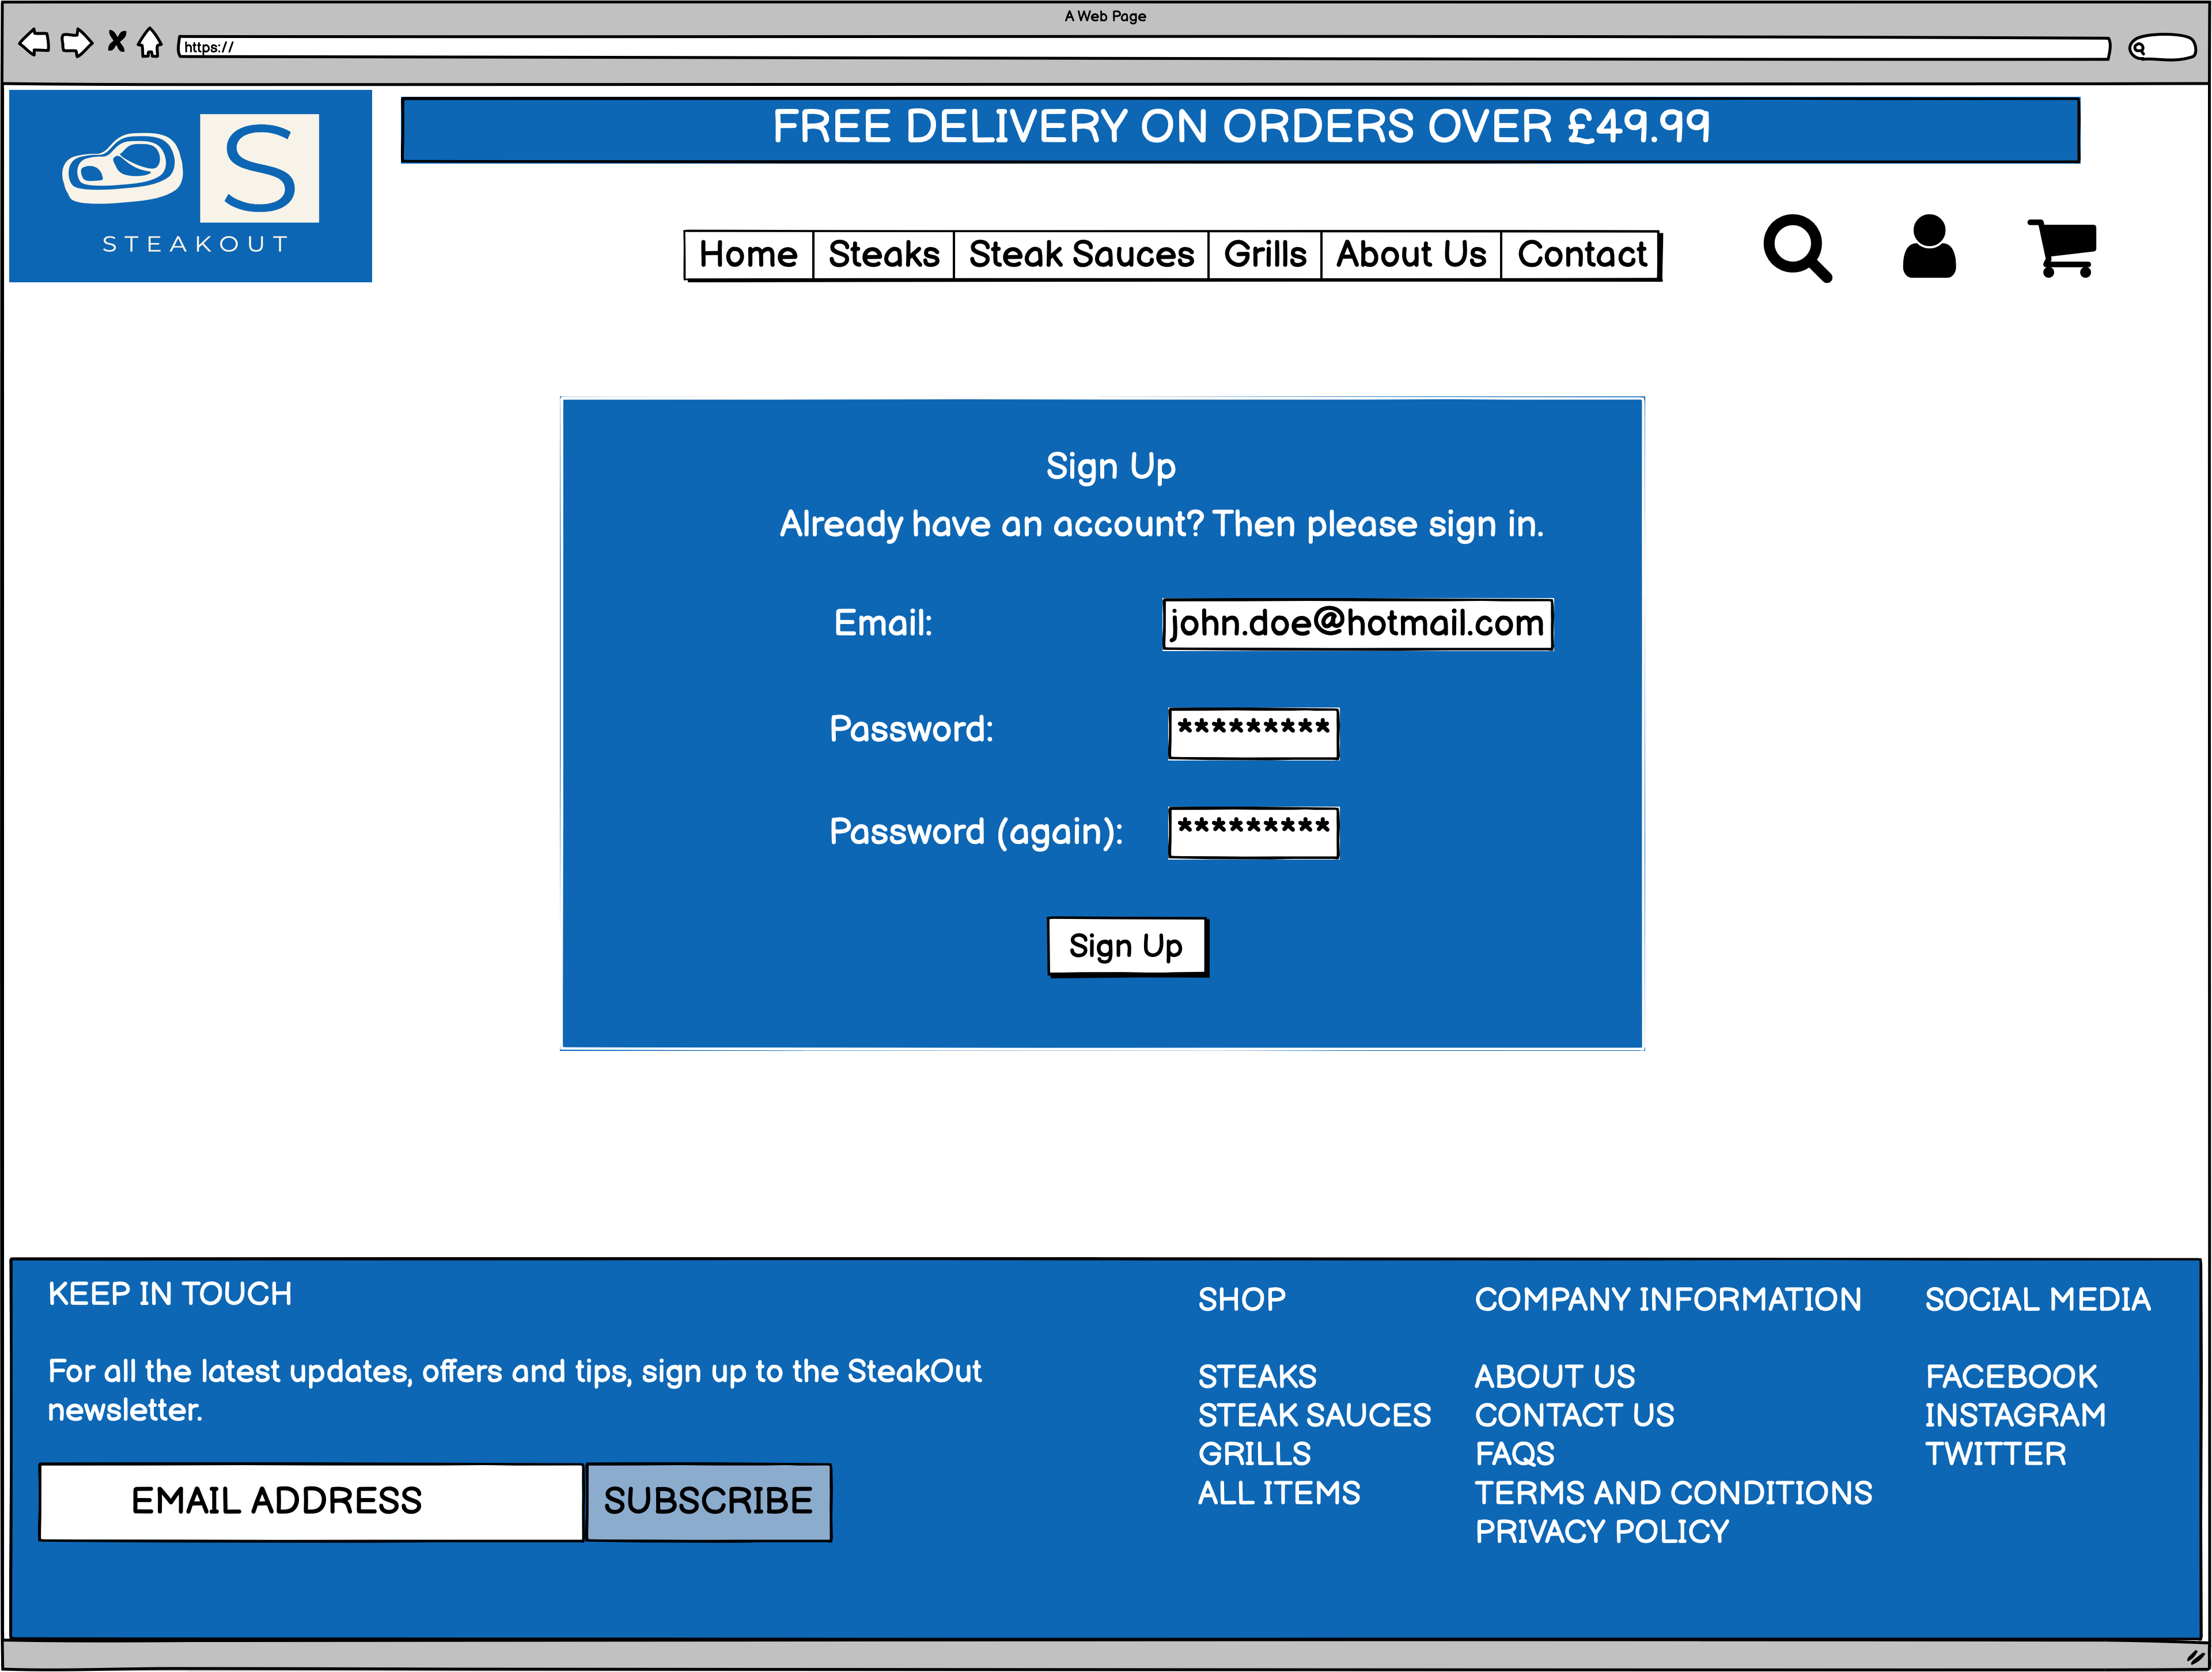 A Web Page
https://
S
STEAKOUT
FREE DELIVERY ON ORDERS OVER £49.99
Home Steaks Steak Sauces Grills About Us Contact
Sign Up
Already have an account? Then please sign in.
Email: john.doe@hotmail.com
Password: *********
Password (again): *********
Sign Up
KEEP IN TOUCH
For all the latest updates, offers and tips, sign up to the SteakOut
newsletter.
EMAIL ADDRESS SUBSCRIBE
SHOP
STEAKS
STEAK SAUCES
GRILLS
ALL ITEMS
COMPANY INFORMATION
ABOUT US
CONTACT US
FAQS
TERMS AND CONDITIONS
PRIVACY POLICY
SOCIAL MEDIA
FACEBOOK
INSTAGRAM
TWITTER